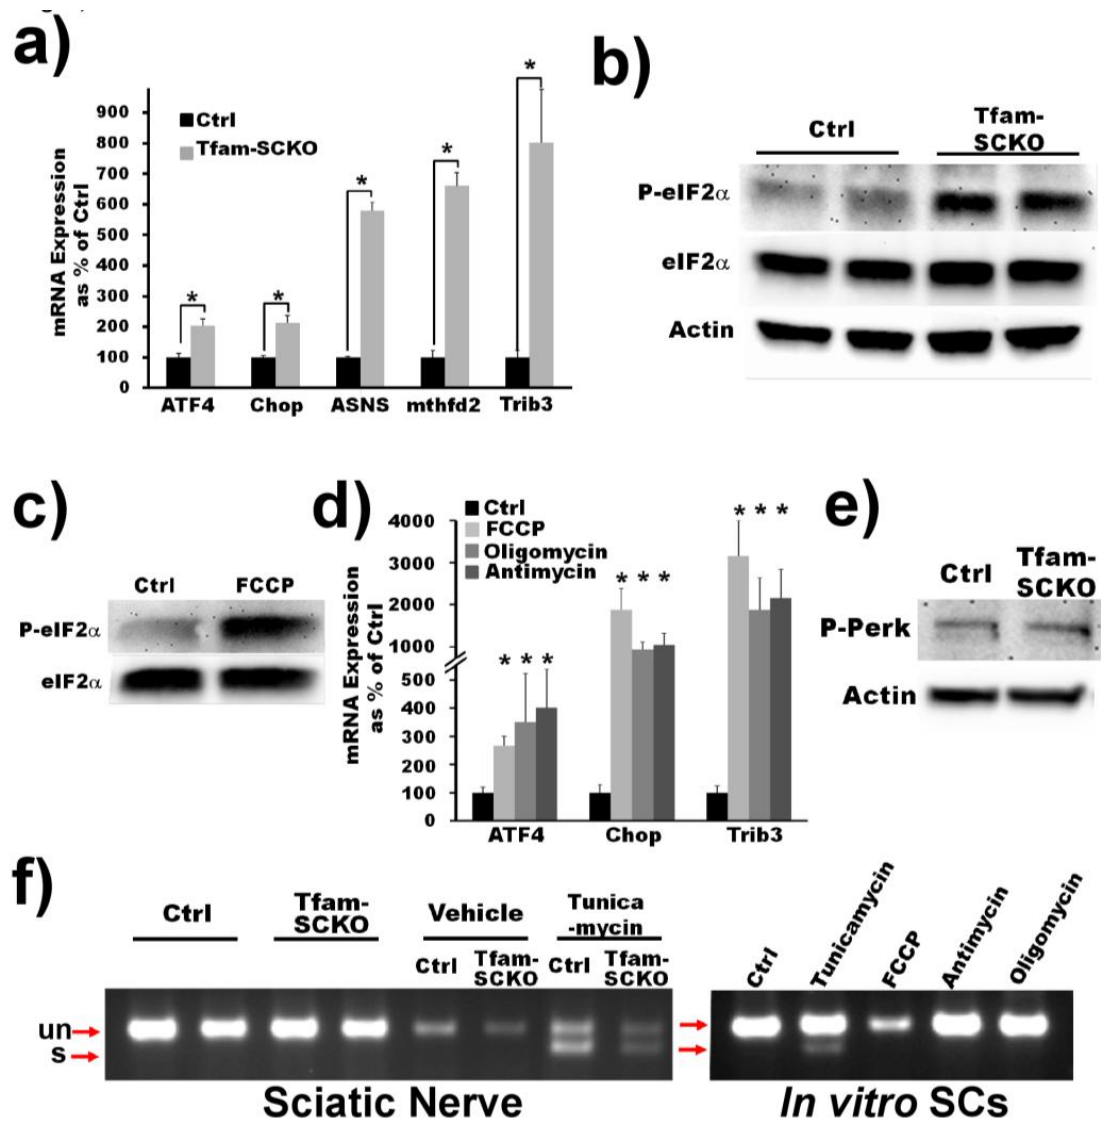 a)
mRNA Expression
as % of Ctrl
900
800
700
600
500
400
300
200
100
0
Ctrl
Tfam-SCKO
*
*
*
*
*
ATF4 Chop ASNS mthfd2 Trib3
b)
Ctrl
Tfam-
SCKO
P-eIF2α
eIF2α
Actin
c)
Ctrl FCCP
P-eIF2α
eIF2α
d)
mRNA Expression
as % of Ctrl
4000
3000
2000
1000
500
400
300
200
100
0
Ctrl
FCCP
Oligomycin
Antimycin
* * *
* * *
* * *
ATF4 Chop Trib3
e)
Ctrl
Tfam-
SCKO
P-Perk
Actin
f)
Ctrl
Tfam-
SCKO
Vehicle
Tunica
-mycin
Ctrl
Tfam-
SCKO
Ctrl
Tfam-
SCKO
un
s
Sciatic Nerve
Ctrl
Tunicamycin
FCCP
Antimycin
Oligomycin
In vitro SCs